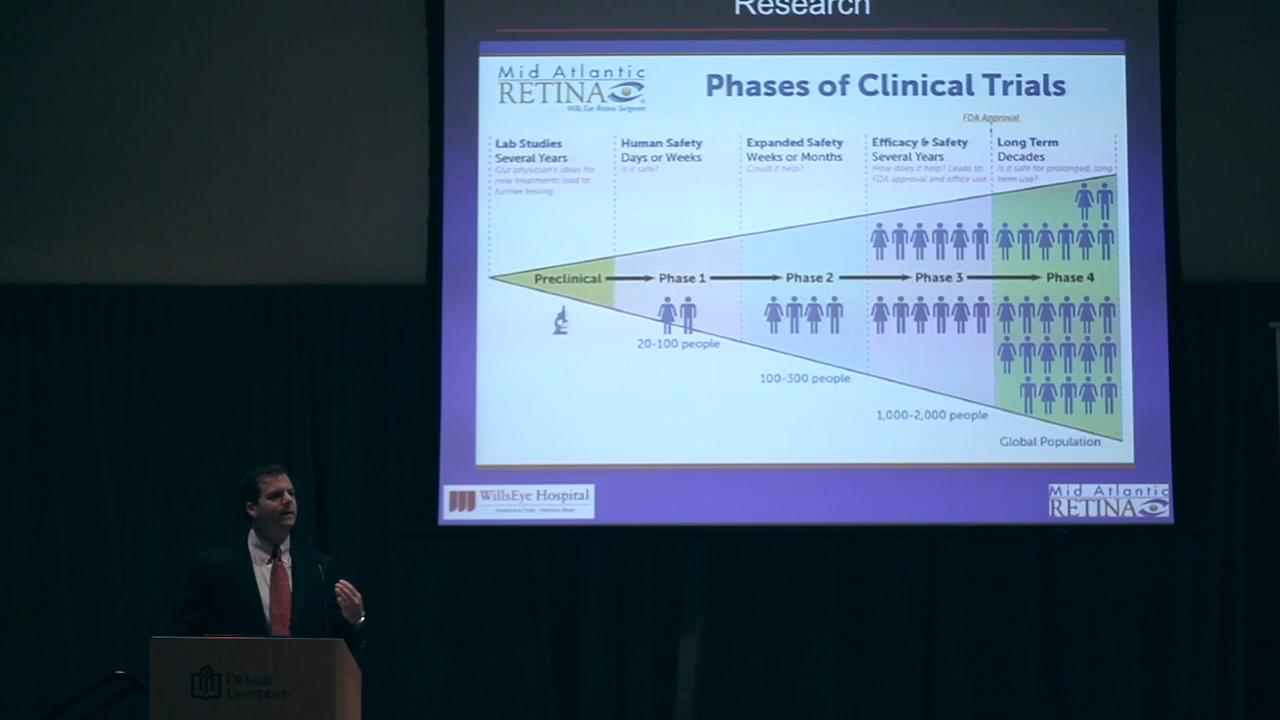 Research
Mid Atlantic
RETINA
Wills Eye Retina Surgeons
Phases of Clinical Trials
FDA Approval
Lab Studies
Several Years
Our physician's ideas for
new treatments lead to
further testing.
Human Safety
Days or Weeks
Is it safe?
Expanded Safety
Weeks or Months
Could it help?
Efficacy & Safety
Several Years
How does it help? Leads to
FDA approval and office use.
Long Term
Decades
Is it safe for prolonged, long
term use?
Preclinical
Phase 1
Phase 2
Phase 3
Phase 4
20-100 people
100-300 people
1,000-2,000 people
Global Population
WillsEye Hospital
Mid Atlantic
RETINA
DeSales
University